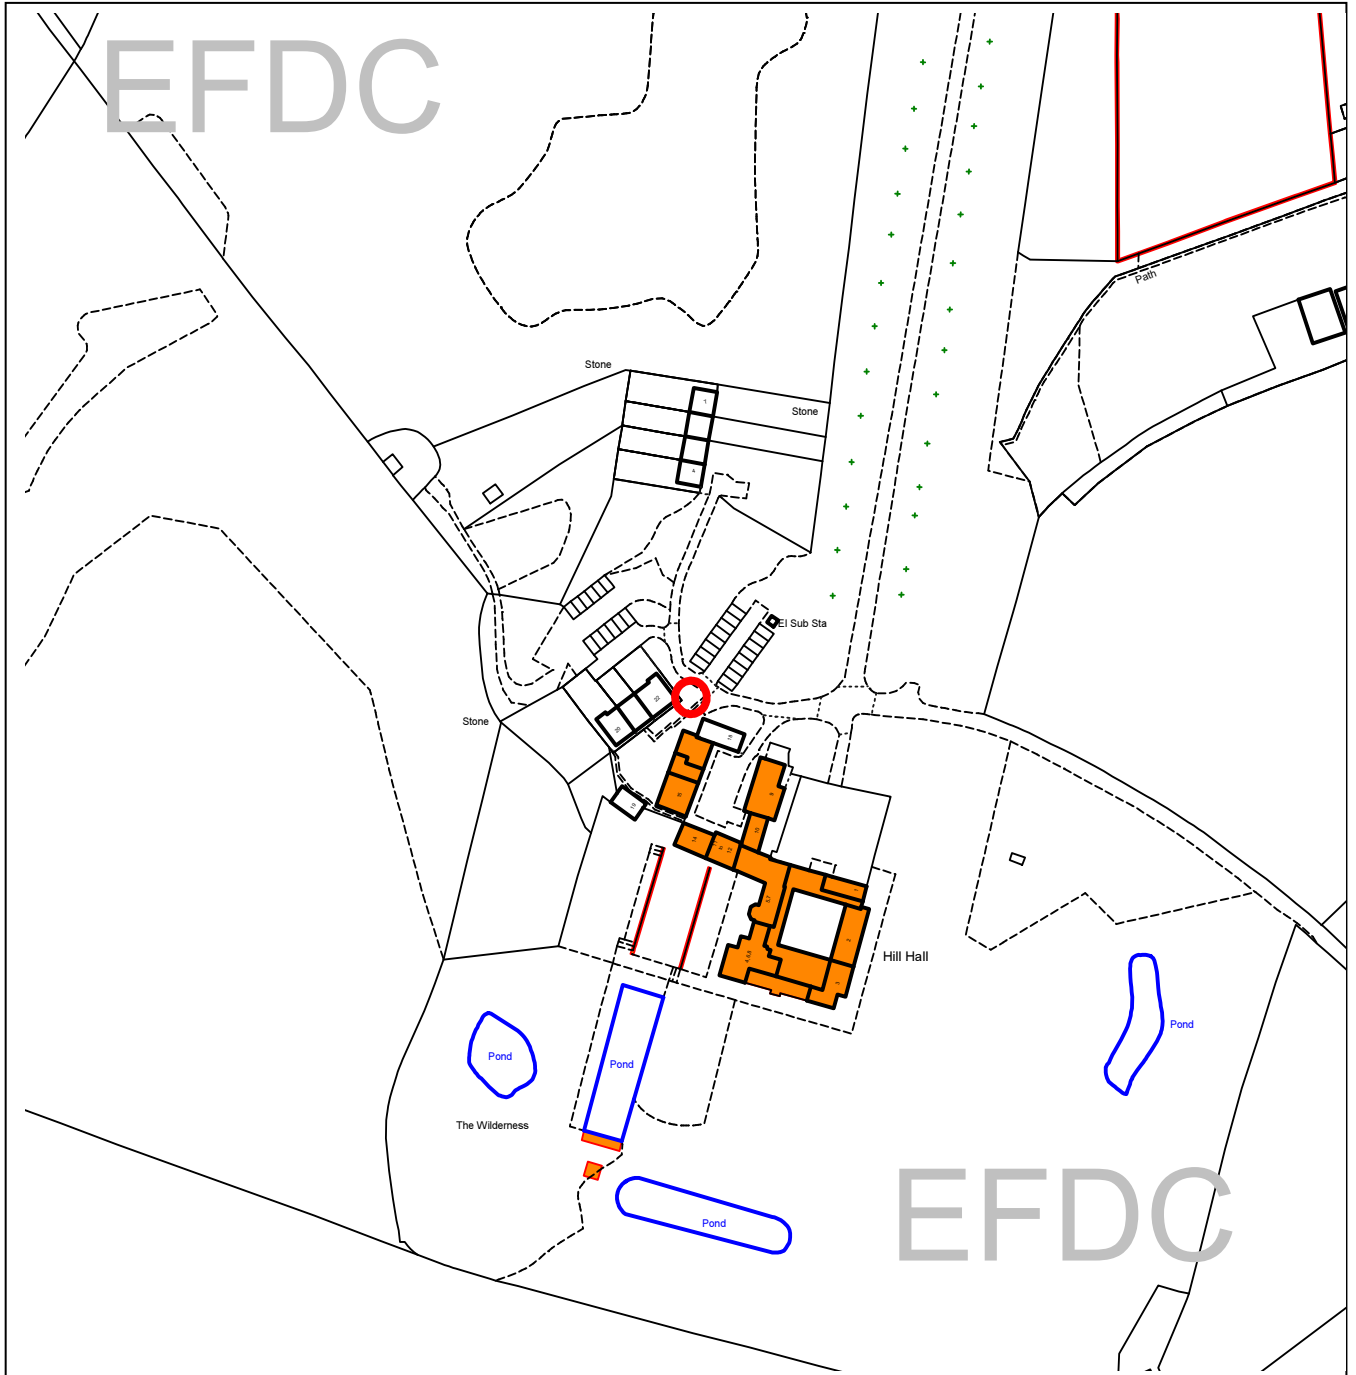 EFDC
Path
Stone
Stone
El Sub Sta
Stone
Hill Hall
Pond
Pond
Pond
The Wilderness
EFDC
Pond